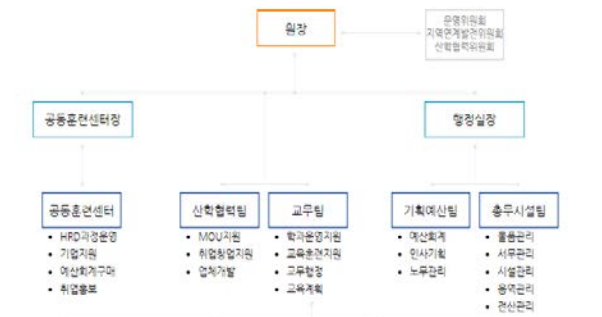 원장
운영위원회
지역연계발전위원회
산학협력위원회
공동훈련센터장
행정실장
공동훈련센터
• HRD과정운영
• 기업지원
• 예산회계구매
• 취업홍보
산학협력팀
• MOU지원
• 취업창업지원
• 업체개발
교무팀
• 학과운영지원
• 교육훈련지원
• 교무행정
• 교육계획
기획예산팀
• 예산회계
• 인사기획
• 노무관리
총무시설팀
• 물품관리
• 서무관리
• 시설관리
• 용역관리
• 전산관리